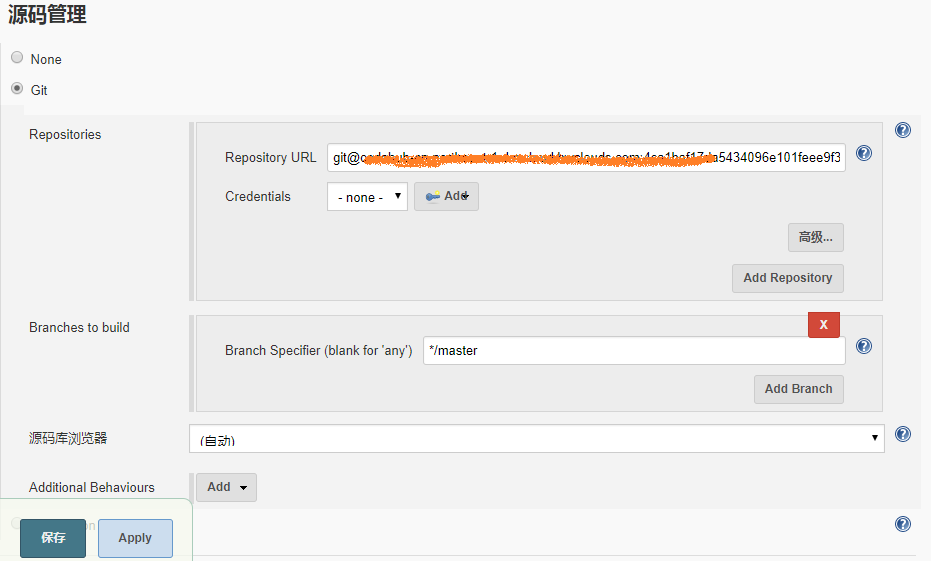 源码管理
None
Git
Repositories
Repository URL git@ 5434096e101feee9f3
Credentials - none - Add
高级...
Add Repository
Branches to build
X
Branch Specifier (blank for 'any') */master
Add Branch
源码库浏览器 (自动)
Additional Behaviours Add
保存 Apply